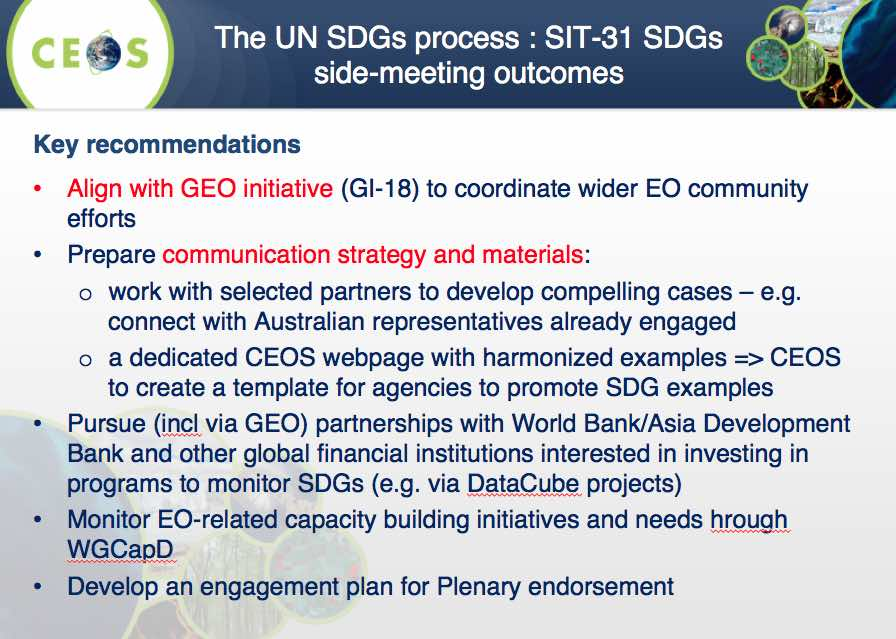 CEOS
The UN SDGs process : SIT-31 SDGs
side-meeting outcomes
Key recommendations
• Align with GEO initiative (GI-18) to coordinate wider EO community
efforts
• Prepare communication strategy and materials:
o work with selected partners to develop compelling cases – e.g.
connect with Australian representatives already engaged
o a dedicated CEOS webpage with harmonized examples => CEOS
to create a template for agencies to promote SDG examples
• Pursue (incl via GEO) partnerships with World Bank/Asia Development
Bank and other global financial institutions interested in investing in
programs to monitor SDGs (e.g. via DataCube projects)
• Monitor EO-related capacity building initiatives and needs hrough
WGCapD
• Develop an engagement plan for Plenary endorsement